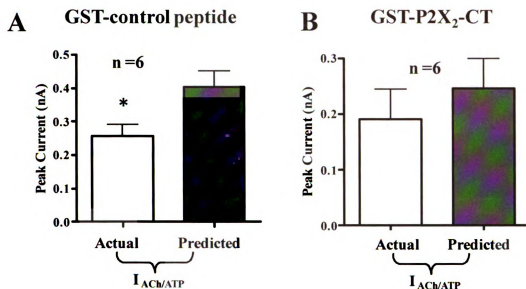 A GST-control peptide
n =6
*
Peak Current (nA)
0.5
0.4
0.3
0.2
0.1
0.0
Actual Predicted
I ACh/ATP
B GST-P2X₂-CT
n =6
Peak Current (nA)
0.3
0.2
0.1
0.0
Actual Predicted
I ACh/ATP